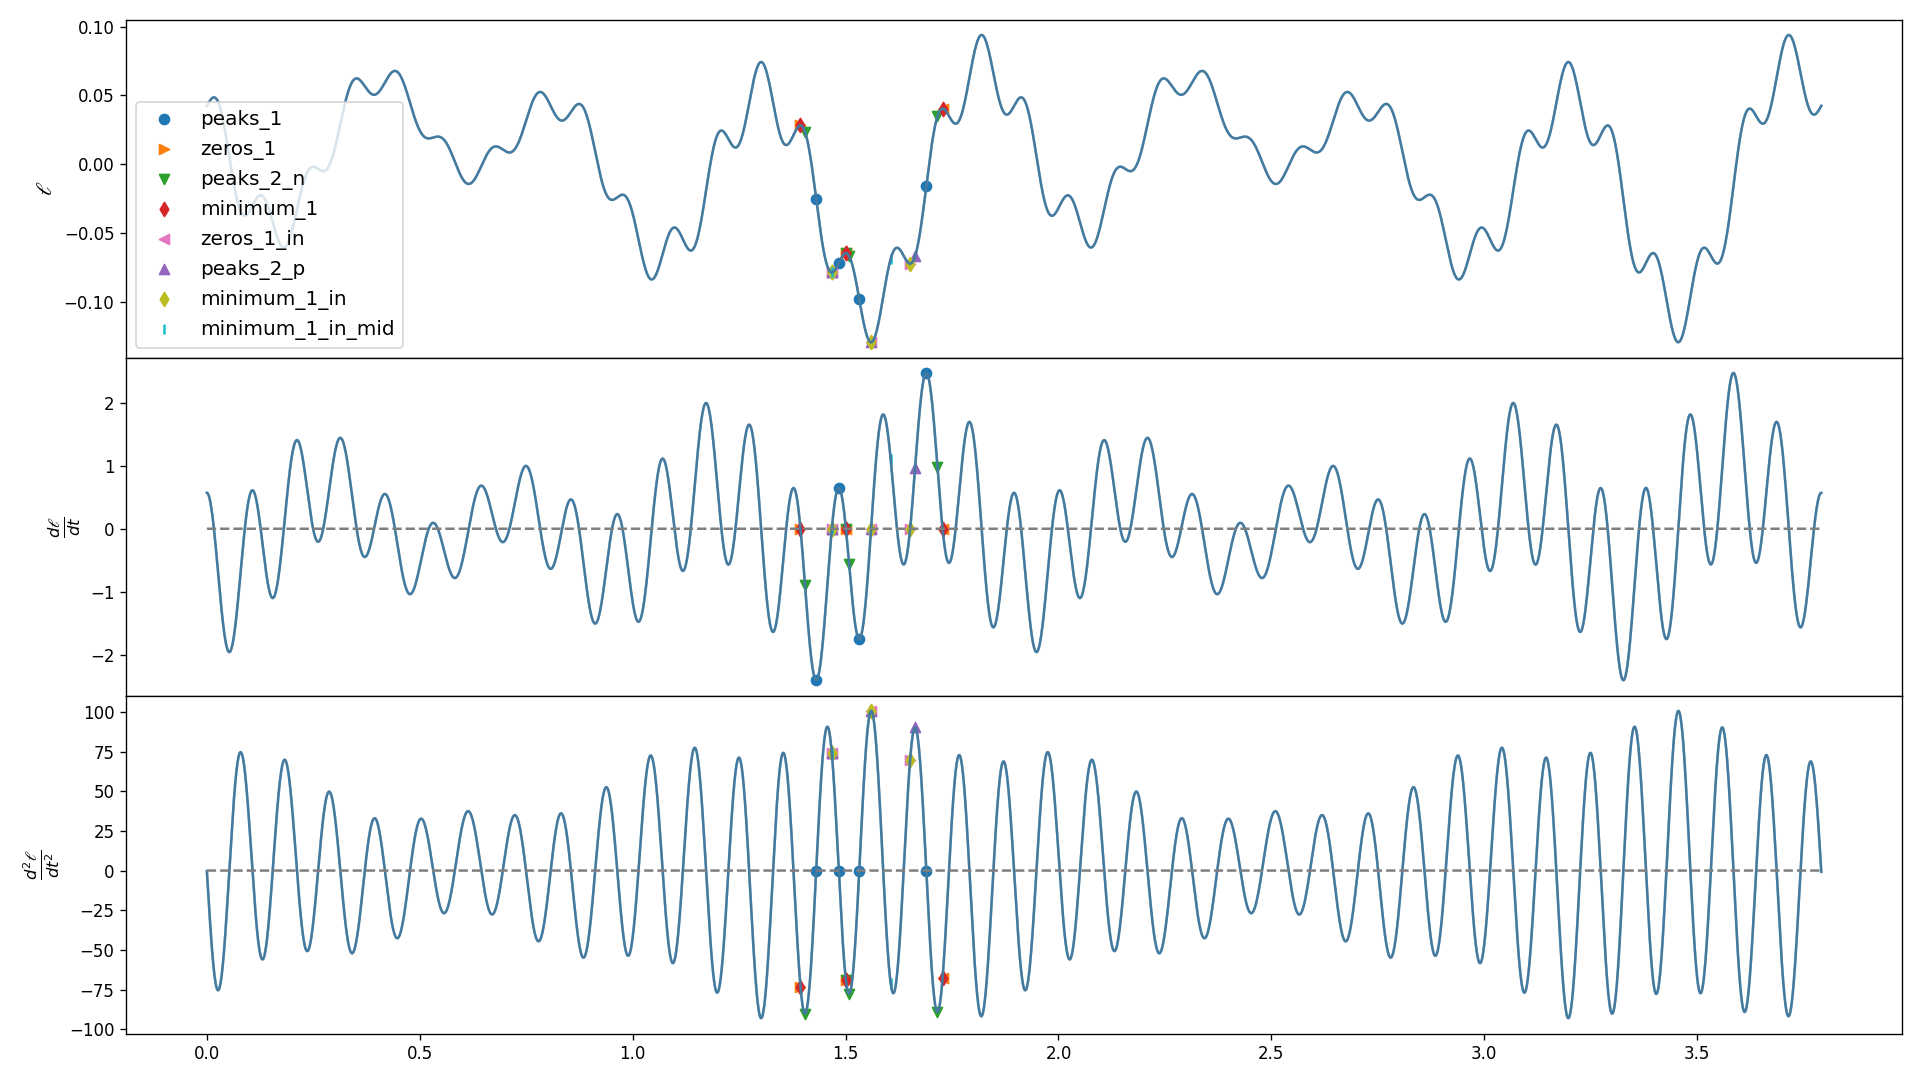 0.10
0.05
0.00
−0.05
−0.10
ℓ
peaks_1
zeros_1
peaks_2_n
minimum_1
zeros_1_in
peaks_2_p
minimum_1_in
minimum_1_in_mid
2
1
0
−1
−2
dℓ
dt
100
75
50
25
0
−25
−50
−75
−100
d²ℓ
dt²
0.0 0.5 1.0 1.5 2.0 2.5 3.0 3.5